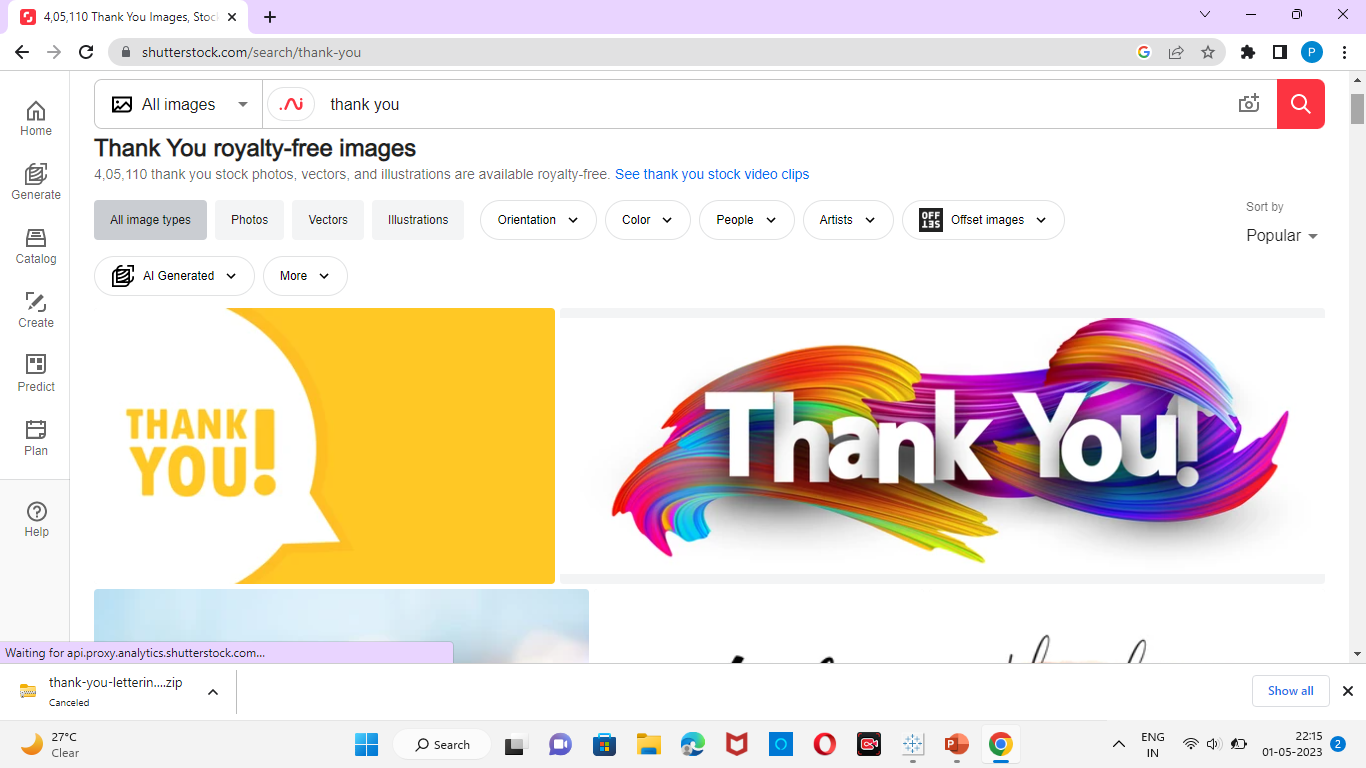 4,05,110 Thank You Images, Stoc
shutterstock.com/search/thank-you
P
Home
Generate
Catalog
Create
Predict
Plan
Help
All images
thank you
Thank You royalty-free images
4,05,110 thank you stock photos, vectors, and illustrations are available royalty-free. See thank you stock video clips
All image types Photos Vectors Illustrations Orientation Color People Artists OFFSET Offset images
Sort by
Popular
AI Generated More
THANK
YOU!
Thank You!
Waiting for api.proxy.analytics.shutterstock.com...
thank-you-letterin....zip
Canceled
Show all
27°C
Clear
Search
ENG
IN
22:15
01-05-2023
2